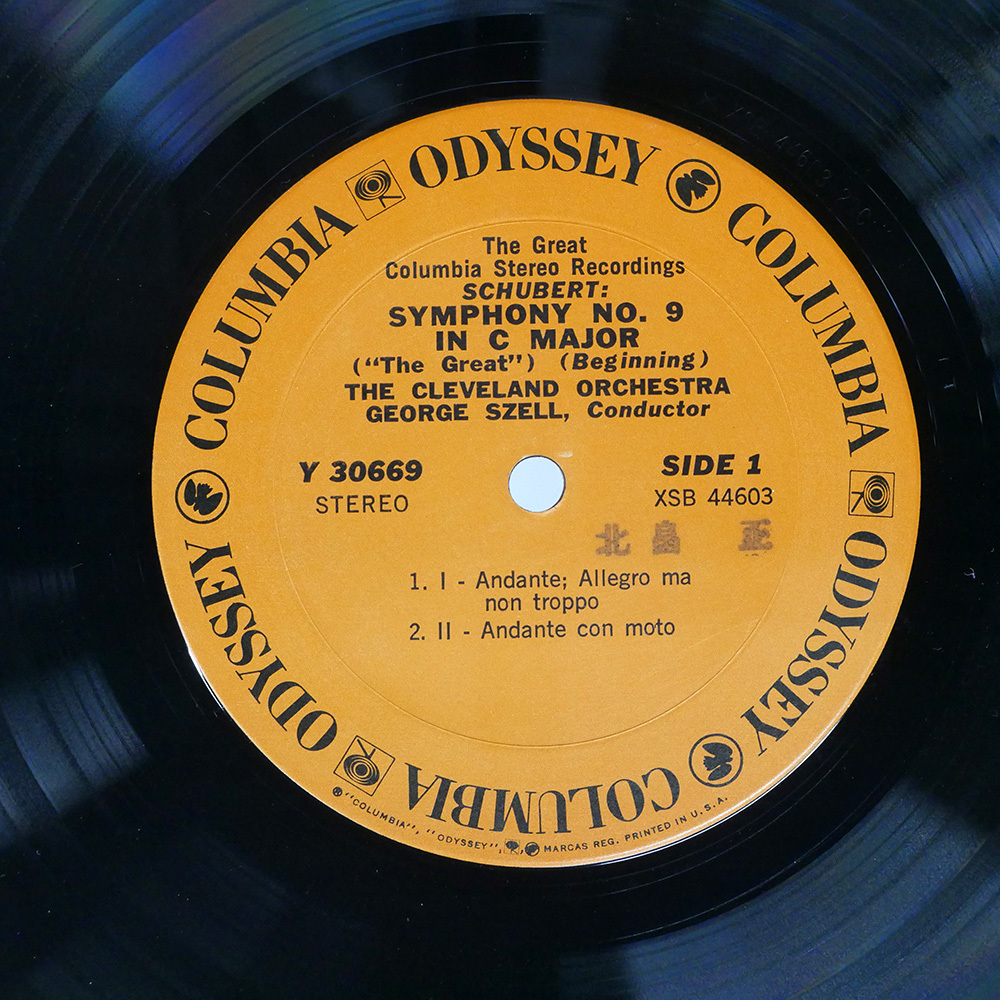 ODYSSEY
COLUMBIA
ODYSSEY
COLUMBIA
ODYSSEY
COLUMBIA
The Great
Columbia Stereo Recordings
SCHUBERT:
SYMPHONY NO. 9
IN C MAJOR
("The Great") (Beginning)
THE CLEVELAND ORCHESTRA
GEORGE SZELL, Conductor
Y 30669
STEREO
SIDE 1
XSB 44603
北 正
1. I - Andante; Allegro ma
non troppo
2. II - Andante con moto
® "COLUMBIA", "ODYSSEY", MARCAS REG. PRINTED IN U.S.A.